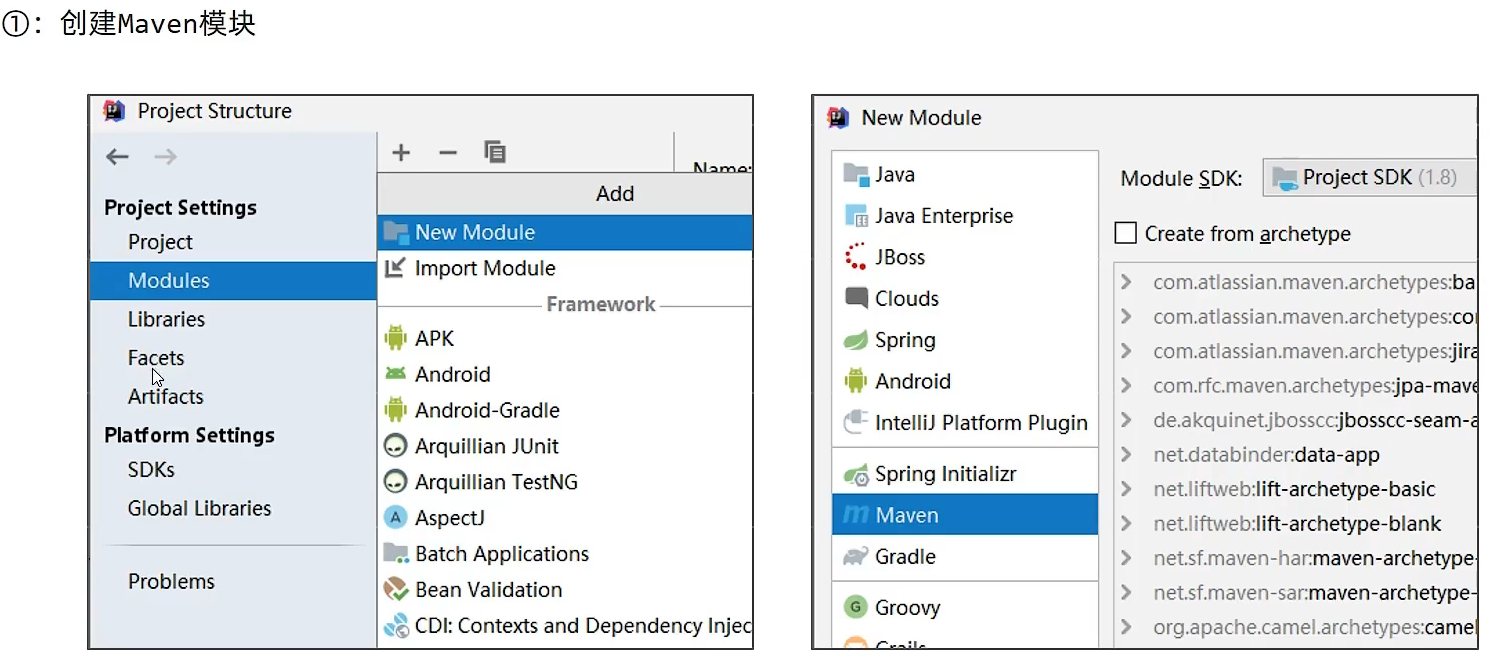 ①：创建Maven模块
Project Structure
Name:
Add
Project Settings
Project
Modules
Libraries
Facets
Artifacts
Platform Settings
SDKs
Global Libraries
Problems
New Module
Import Module
Framework
APK
Android
Android-Gradle
Arquillian JUnit
Arquillian TestNG
AspectJ
Batch Applications
Bean Validation
CDI: Contexts and Dependency Injec
New Module
Java
Java Enterprise
JBoss
Clouds
Spring
Android
IntelliJ Platform Plugin
Spring Initializr
Maven
Gradle
Groovy
Grails
Module SDK: Project SDK (1.8)
Create from archetype
com.atlassian.maven.archetypes:ba
com.atlassian.maven.archetypes:co
com.atlassian.maven.archetypes:jira
com.rfc.maven.archetypes:jpa-mave
de.akquinet.jbosscc:jbosscc-seam-a
net.databinder:data-app
net.liftweb:lift-archetype-basic
net.liftweb:lift-archetype-blank
net.sf.maven-har:maven-archetype-
net.sf.maven-sar:maven-archetype-
org.apache.camel.archetypes:camel